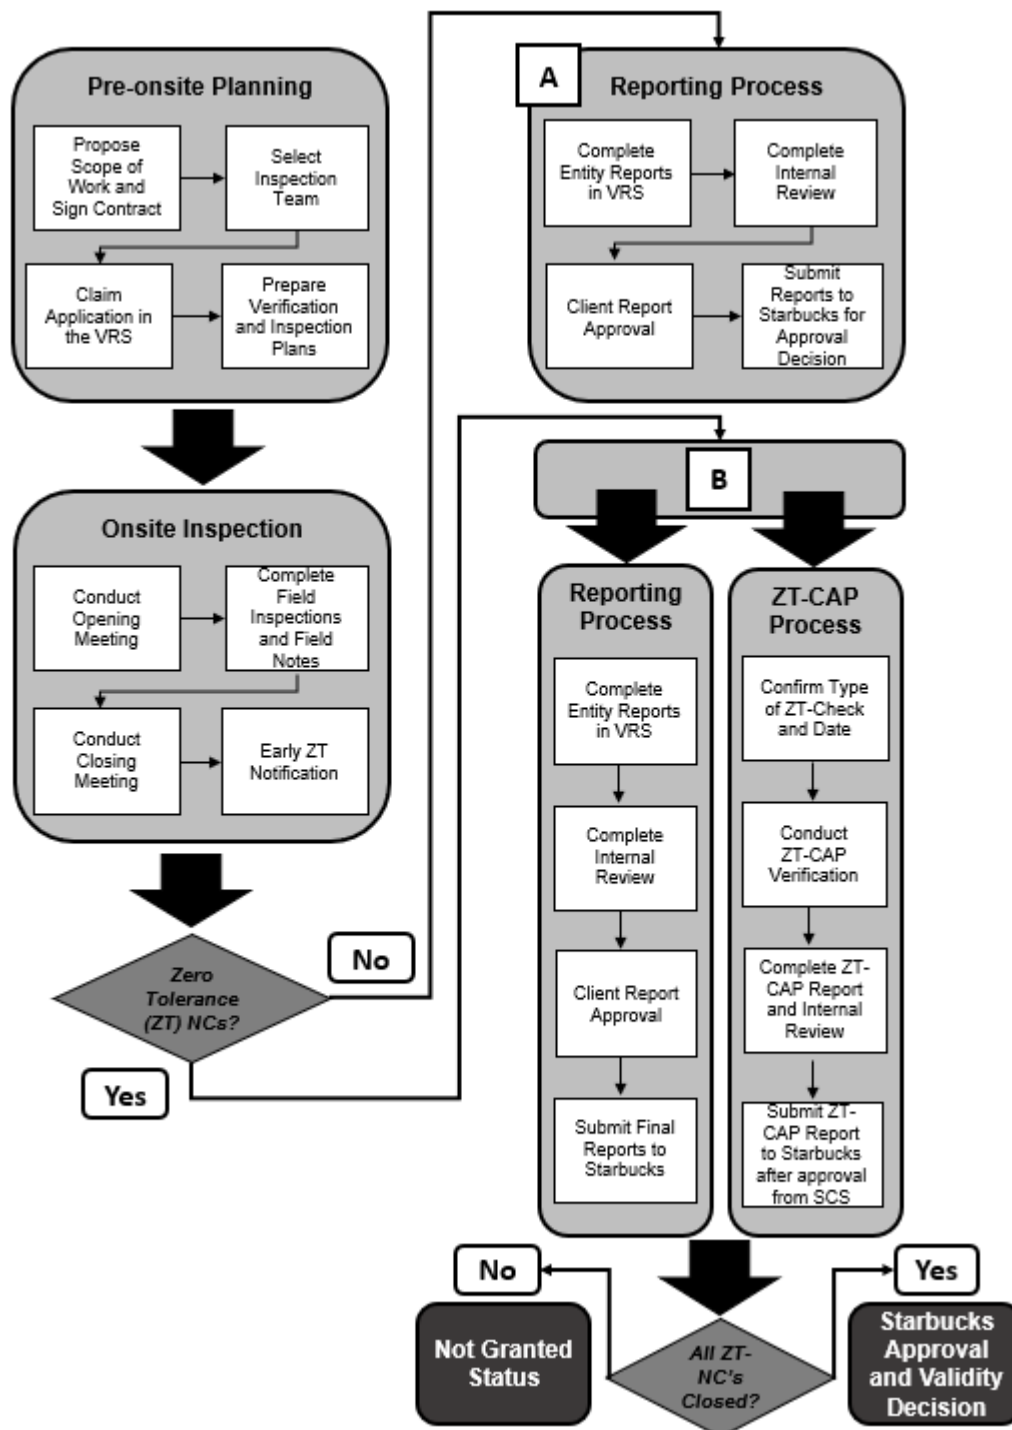 Pre-onsite Planning
Propose
Scope of
Work and
Sign Contract
Select
Inspection
Team
Claim
Application in
the VRS
Prepare
Verification
and Inspection
Plans
A
Reporting Process
Complete
Entity Reports
in VRS
Complete
Internal
Review
Client Report
Approval
Submit
Reports to
Starbucks for
Approval
Decision
Onsite Inspection
Conduct
Opening
Meeting
Complete
Field
Inspections
and Field
Notes
Conduct
Closing
Meeting
Early ZT
Notification
Zero
Tolerance
(ZT) NCs?
No
Yes
B
Reporting
Process
Complete
Entity Reports
in VRS
Complete
Internal
Review
Client Report
Approval
Submit Final
Reports to
Starbucks
ZT-CAP
Process
Confirm Type
of ZT-Check
and Date
Conduct
ZT-CAP
Verification
Complete ZT-
CAP Report
and Internal
Review
Submit ZT-
CAP Report
to Starbucks
after approval
from SCS
All ZT-
NC's
Closed?
No
Not Granted
Status
Yes
Starbucks
Approval
and Validity
Decision